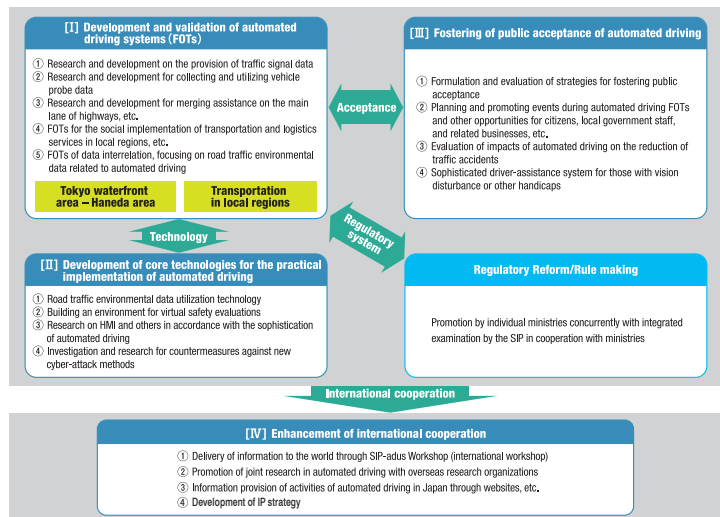 [Ⅰ] Development and validation of automated
driving systems (FOTs)
① Research and development on the provision of traffic signal data
② Research and development for collecting and utilizing vehicle
probe data
③ Research and development for merging assistance on the main
lane of highways, etc.
④ FOTs for the social implementation of transportation and logistics
services in local regions, etc.
⑤ FOTs of data interrelation, focusing on road traffic environmental
data related to automated driving
Tokyo waterfront
area – Haneda area
Transportation
in local regions
Acceptance
[Ⅲ] Fostering of public acceptance of automated driving
① Formulation and evaluation of strategies for fostering public
acceptance
② Planning and promoting events during automated driving FOTs
and other opportunities for citizens, local government staff,
and related businesses, etc.
③ Evaluation of impacts of automated driving on the reduction of
traffic accidents
④ Sophisticated driver-assistance system for those with vision
disturbance or other handicaps
Technology
Regulatory
system
[Ⅱ] Development of core technologies for the practical
implementation of automated driving
① Road traffic environmental data utilization technology
② Building an environment for virtual safety evaluations
③ Research on HMI and others in accordance with the sophistication
of automated driving
④ Investigation and research for countermeasures against new
cyber-attack methods
Regulatory Reform/Rule making
Promotion by individual ministries concurrently with integrated
examination by the SIP in cooperation with ministries
International cooperation
[Ⅳ] Enhancement of international cooperation
① Delivery of information to the world through SIP-adus Workshop (international workshop)
② Promotion of joint research in automated driving with overseas research organizations
③ Information provision of activities of automated driving in Japan through websites, etc.
④ Development of IP strategy